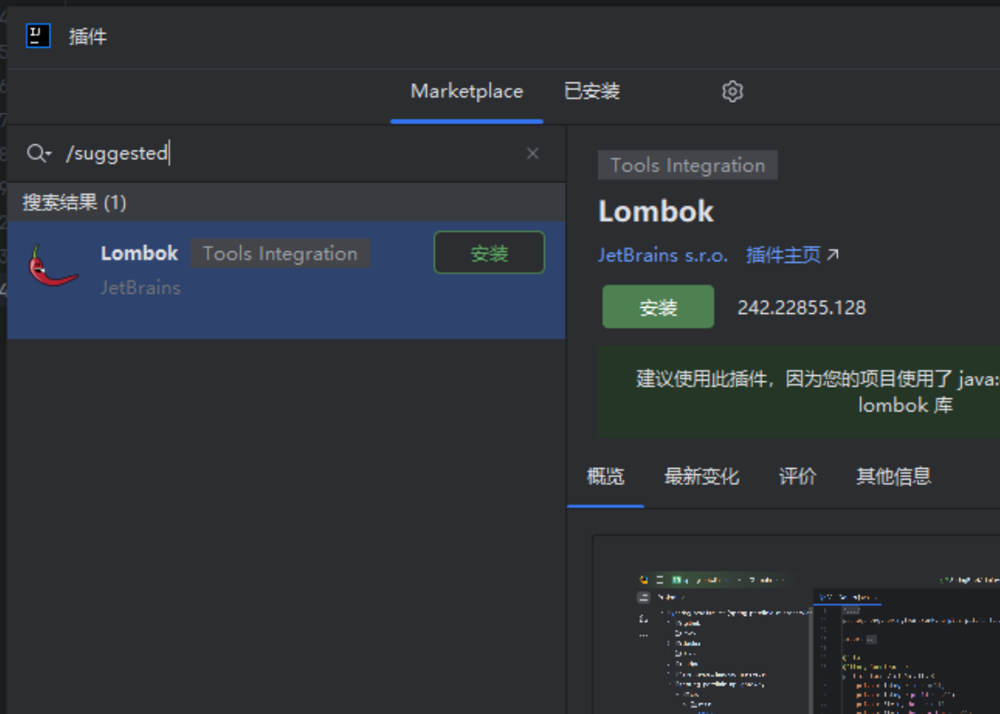 插件
Marketplace 已安装
/suggested
搜索结果 (1)
Lombok Tools Integration 安装
JetBrains
Tools Integration
Lombok
JetBrains s.r.o. 插件主页 ↗
安装 242.22855.128
建议使用此插件，因为您的项目使用了 java:
lombok 库
概览 最新变化 评价 其他信息